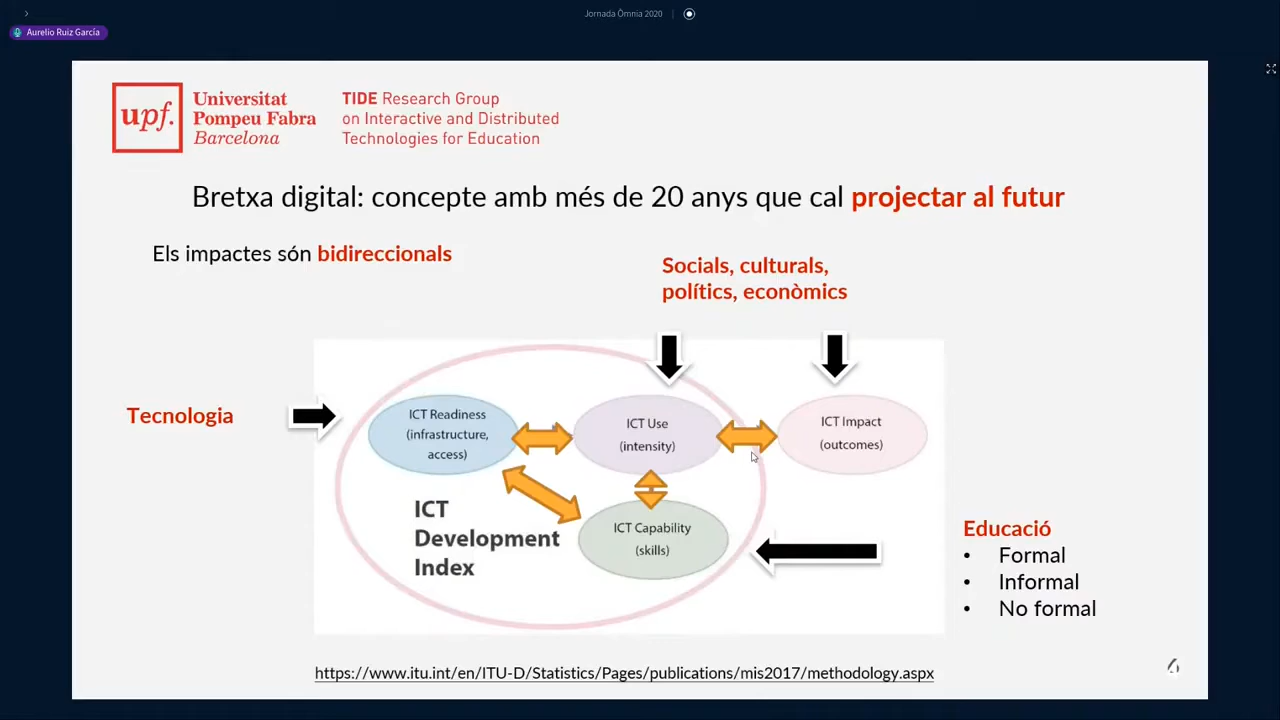 Jornada Òmnia 2020
Aurelio Ruiz García
upf.
Universitat
Pompeu Fabra
Barcelona
TIDE Research Group
on Interactive and Distributed
Technologies for Education
Bretxa digital: concepte amb més de 20 anys que cal projectar al futur
Els impactes són bidireccionals
Socials, culturals,
polítics, econòmics
Tecnologia
ICT Readiness
(infrastructure,
access)
ICT Use
(intensity)
ICT Impact
(outcomes)
ICT
Development
Index
ICT Capability
(skills)
Educació
• Formal
• Informal
• No formal
https://www.itu.int/en/ITU-D/Statistics/Pages/publications/mis2017/methodology.aspx